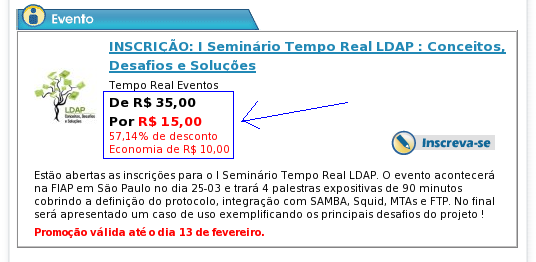 Evento
INSCRIÇÃO: I Seminário Tempo Real LDAP : Conceitos,
Desafios e Soluções
Tempo Real Eventos
De R$ 35,00
Por R$ 15,00
57,14% de desconto
Economia de R$ 10,00
LDAP
Conceitos, Desafios
e Soluções
Inscreva-se
Estão abertas as inscrições para o I Seminário Tempo Real LDAP. O evento acontecerá
na FIAP em São Paulo no dia 25-03 e trará 4 palestras expositivas de 90 minutos
cobrindo a definição do protocolo, integração com SAMBA, Squid, MTAs e FTP. No final
será apresentado um caso de uso exemplificando os principais desafios do projeto !
Promoção válida até o dia 13 de fevereiro.